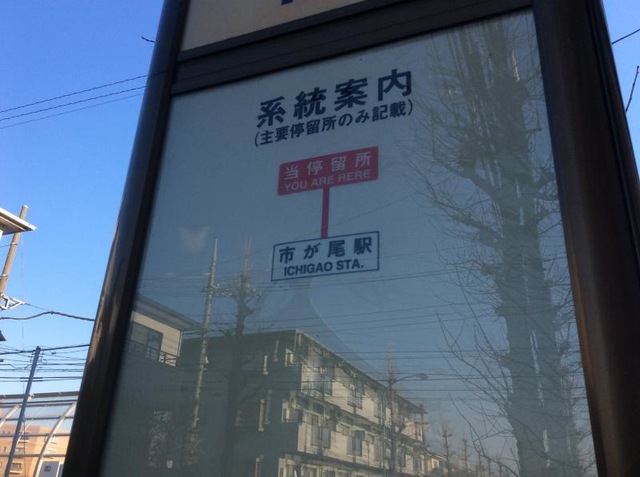 系統案内
(主要停留所のみ記載)
当停留所
YOU ARE HERE
市が尾駅
ICHIGAO STA.